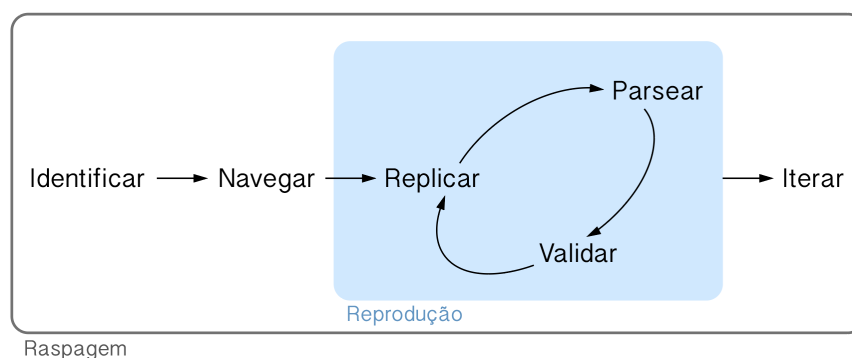 Parsear
Identificar
Navegar
Replicar
Iterar
Validar
Reprodução
Raspagem